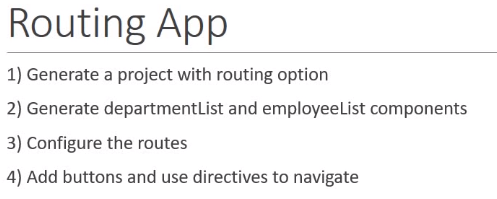 Routing App
1) Generate a project with routing option
2) Generate departmentList and employeeList components
3) Configure the routes
4) Add buttons and use directives to navigate